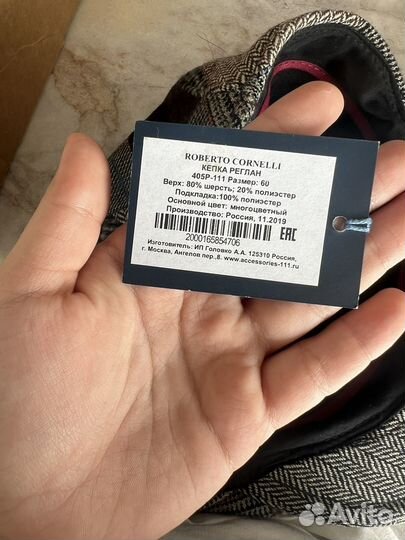 ROBERTO CORNELLI
КЕПКА РЕГЛАН
405Р-111 Размер: 60
Верх: 80% шерсть; 20% полиэстер
Подкладка:100% полиэстер
Основной цвет: многоцветный
Производство: Россия, 11.2019
EAC
2000165854706
Изготовитель: ИП Головко А.А. 125310 Россия,
г. Москва, Ангелов пер.,8. www.accessories-111.ru
Avito